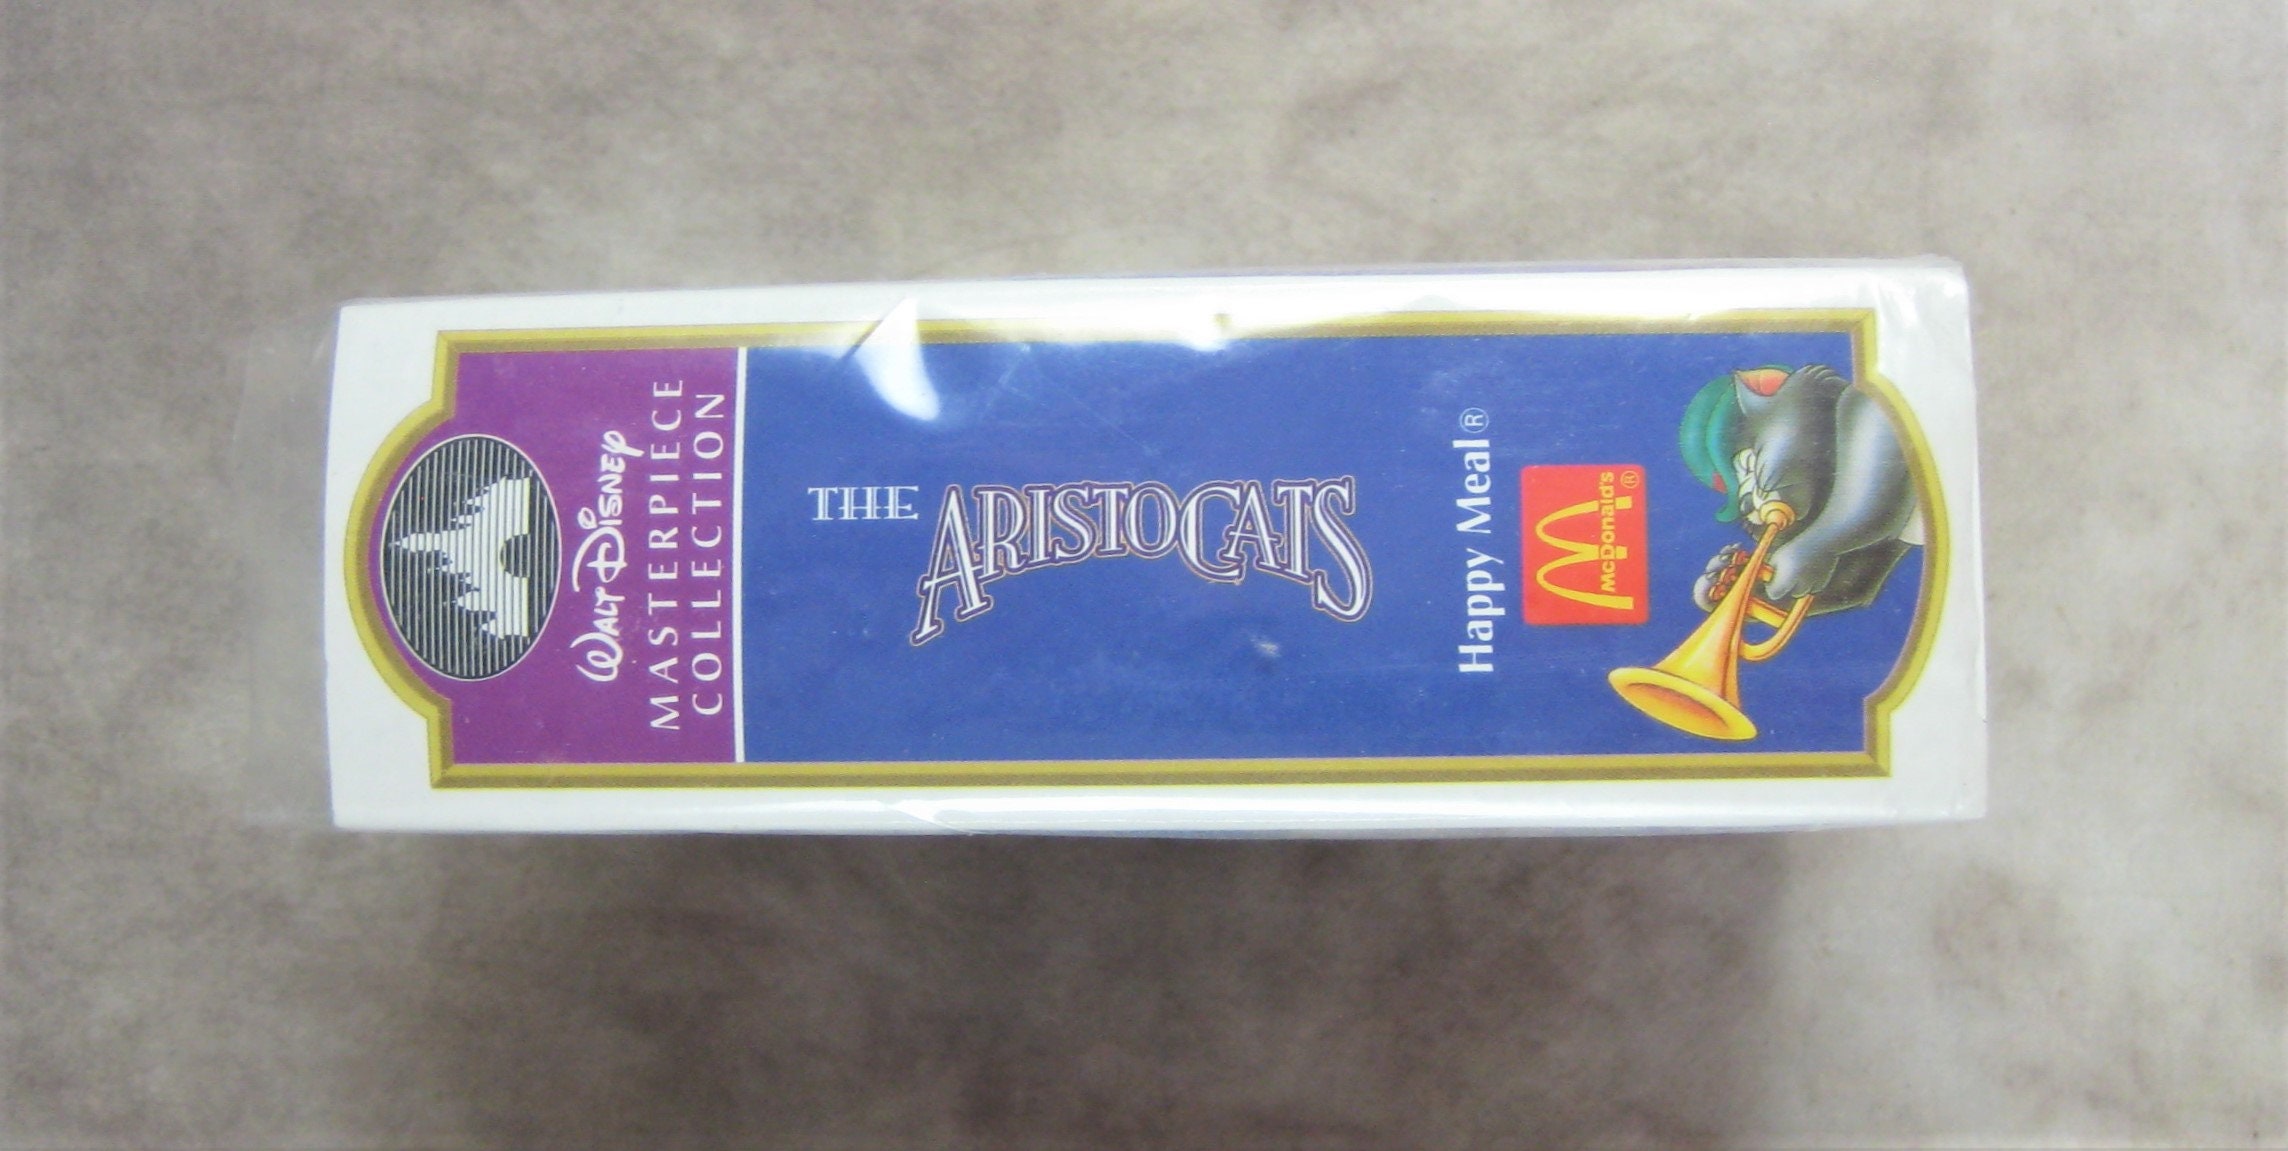 WALT DISNEY
MASTERPIECE
COLLECTION
THE
ARISTOCATS
Happy Meal®
McDonald's®